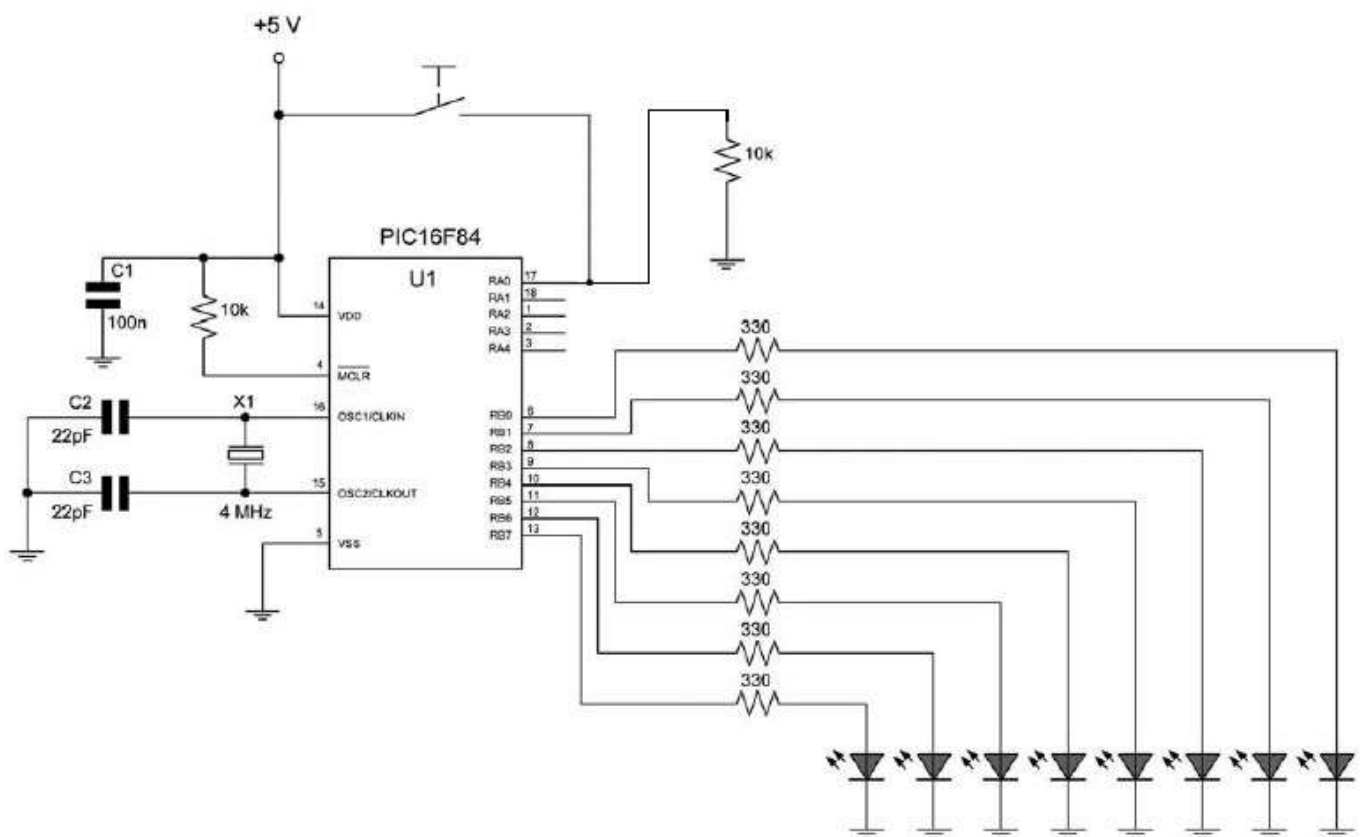 +5 V
10k
PIC16F84
U1
C1
100n
10k
14
VDD
4
MCLR
C2
22pF
X1
16
OSC1/CLKIN
C3
22pF
4 MHz
15
OSC2/CLKOUT
5
VSS
RA0
17
RA1
18
RA2
1
RA3
2
RA4
3
RB0
6
RB1
7
RB2
8
RB3
9
RB4
10
RB5
11
RB6
12
RB7
13
330
330
330
330
330
330
330
330